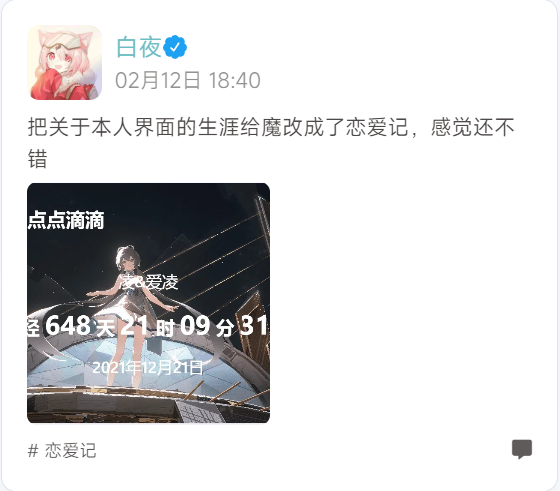 白夜
02月12日 18:40
把关于本人界面的生涯给魔改成了恋爱记，感觉还不
错
点点滴滴
凌&爱凌
经 648 天 21 时 09 分 31
2021年12月21日
# 恋爱记